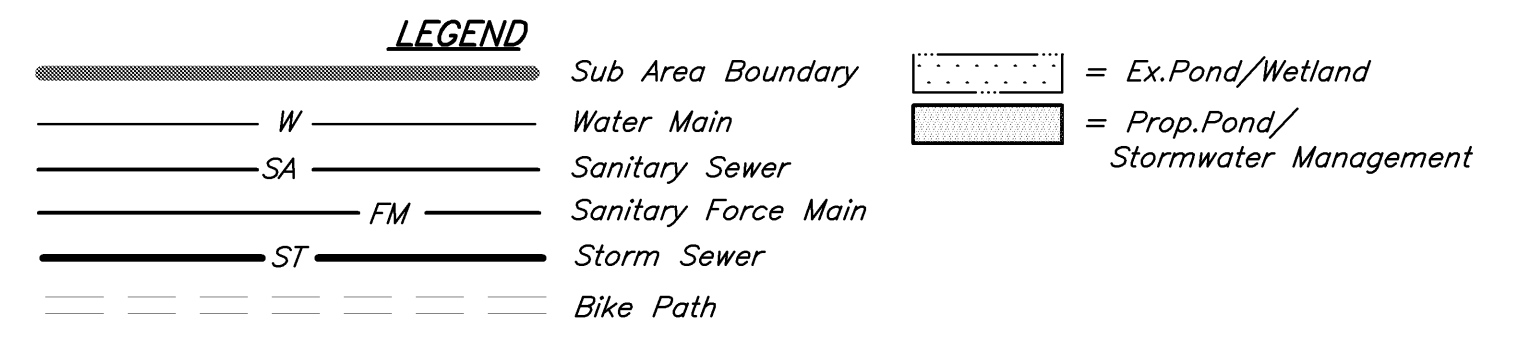 LEGEND
Sub Area Boundary
W Water Main
SA Sanitary Sewer
FM Sanitary Force Main
ST Storm Sewer
Bike Path
= Ex.Pond/Wetland
= Prop.Pond/
Stormwater Management